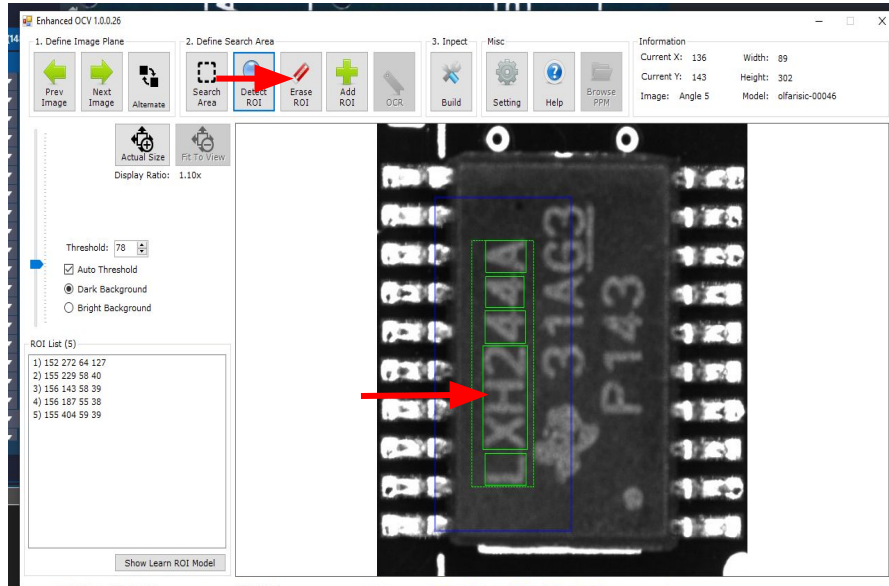 Enhanced OCV 1.0.0.26
1. Define Image Plane
2. Define Search Area
3. Inpect
Misc
Information
Prev Image
Next Image
Alternate
Search Area
Detect ROI
Erase ROI
Add ROI
OCR
Build
Setting
Help
Browse PPM
Current X: 136 Width: 89
Current Y: 143 Height: 302
Image: Angle 5 Model: olfarisic-00046
Actual Size
Fit To View
Display Ratio: 1.10x
Threshold: 78
Auto Threshold
Dark Background
Bright Background
ROI List (5)
1) 152 272 64 127
2) 155 229 58 40
3) 156 143 58 39
4) 156 187 55 38
5) 155 404 59 39
Show Learn ROI Model
LXH244A
31AG3
P143